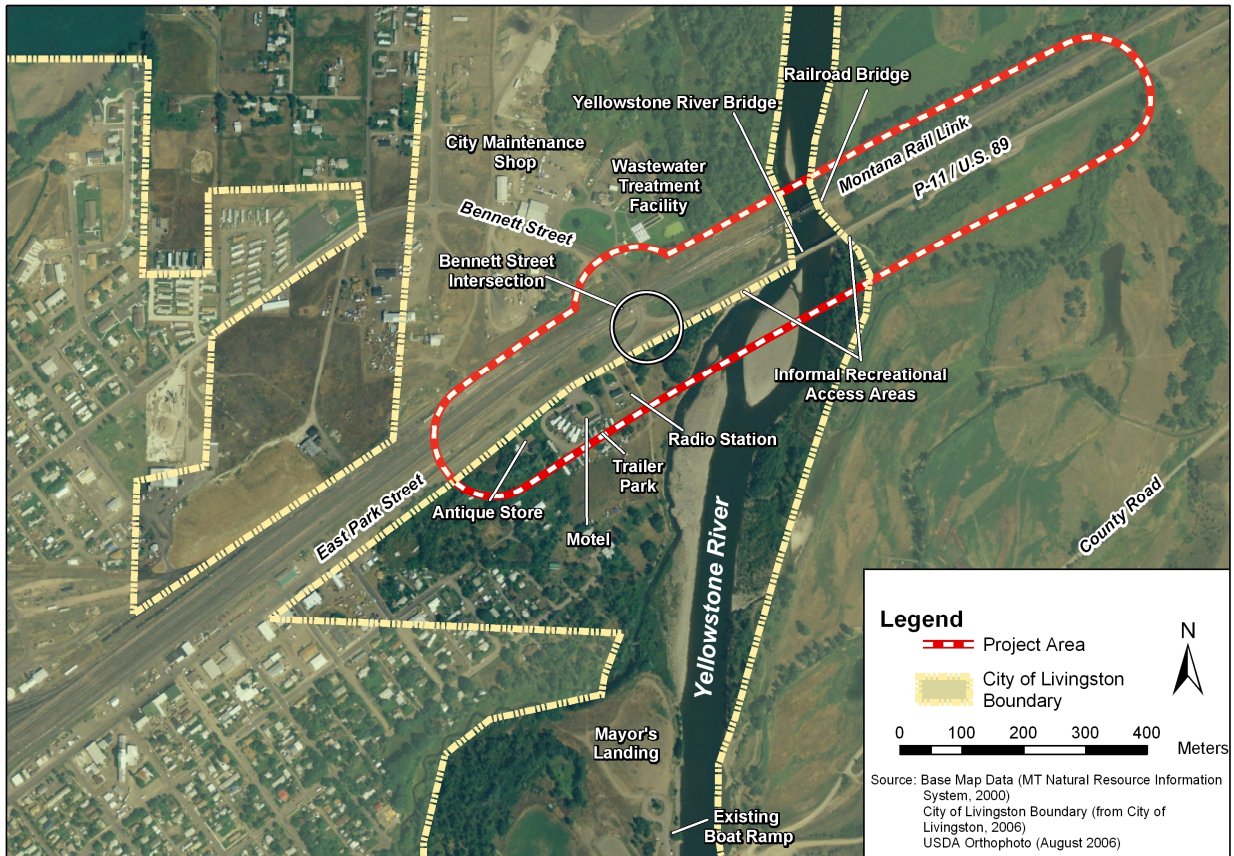 Railroad Bridge
Yellowstone River Bridge
City Maintenance
Shop
Wastewater
Treatment
Facility
Montana Rail Link
P-11 / U.S. 89
Bennett Street
Bennett Street
Intersection
Informal Recreational
Access Areas
Radio Station
Trailer
Park
Antique Store
Motel
East Park Street
County Road
Yellowstone River
Mayor's
Landing
Existing
Boat Ramp
Legend
Project Area
City of Livingston
Boundary
N
0 100 200 300 400
Meters
Source: Base Map Data (MT Natural Resource Information
System, 2000)
City of Livingston Boundary (from City of
Livingston, 2006)
USDA Orthophoto (August 2006)